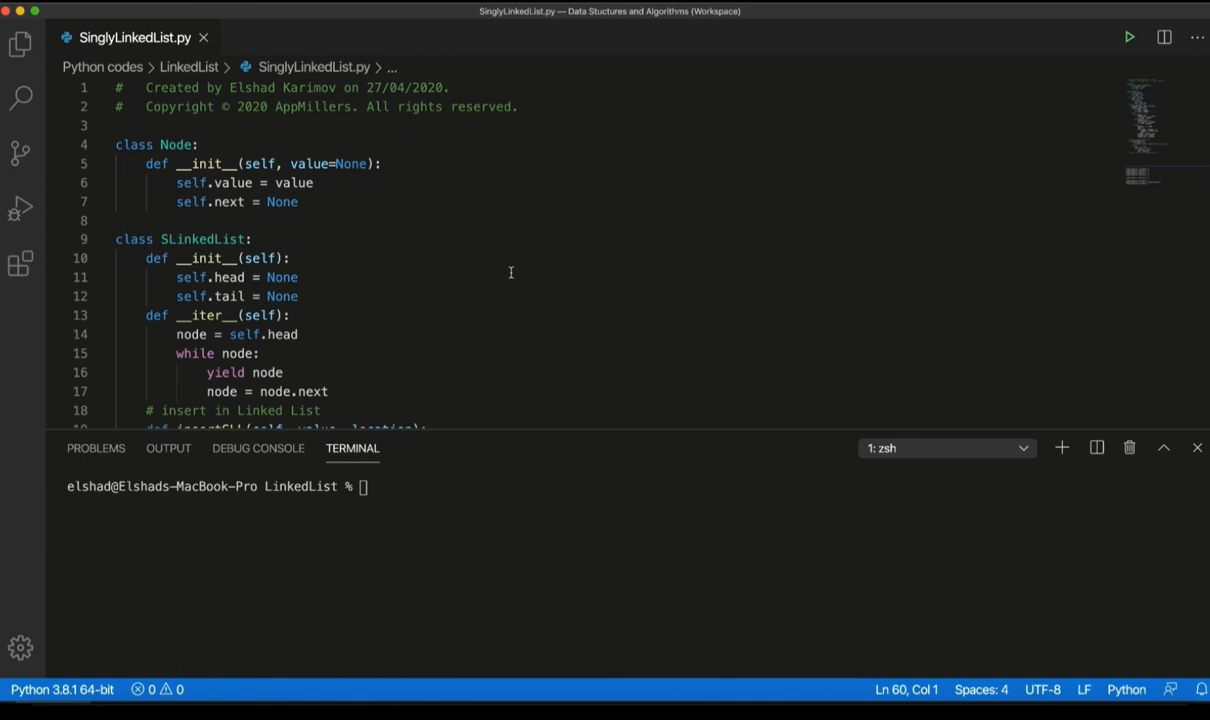 SinglyLinkedList.py — Data Stuctures and Algorithms (Workspace)
SinglyLinkedList.py
Python codes > LinkedList > SinglyLinkedList.py > ...
1 # Created by Elshad Karimov on 27/04/2020.
2 # Copyright © 2020 AppMillers. All rights reserved.
3
4 class Node:
5 def __init__(self, value=None):
6 self.value = value
7 self.next = None
8
9 class SLinkedList:
10 def __init__(self):
11 self.head = None
12 self.tail = None
13 def __iter__(self):
14 node = self.head
15 while node:
16 yield node
17 node = node.next
18 # insert in Linked List
19 def insertSLL(self, value, location):
PROBLEMS OUTPUT DEBUG CONSOLE TERMINAL 1: zsh
elshad@Elshads-MacBook-Pro LinkedList %
Python 3.8.1 64-bit 0 0 Ln 60, Col 1 Spaces: 4 UTF-8 LF Python